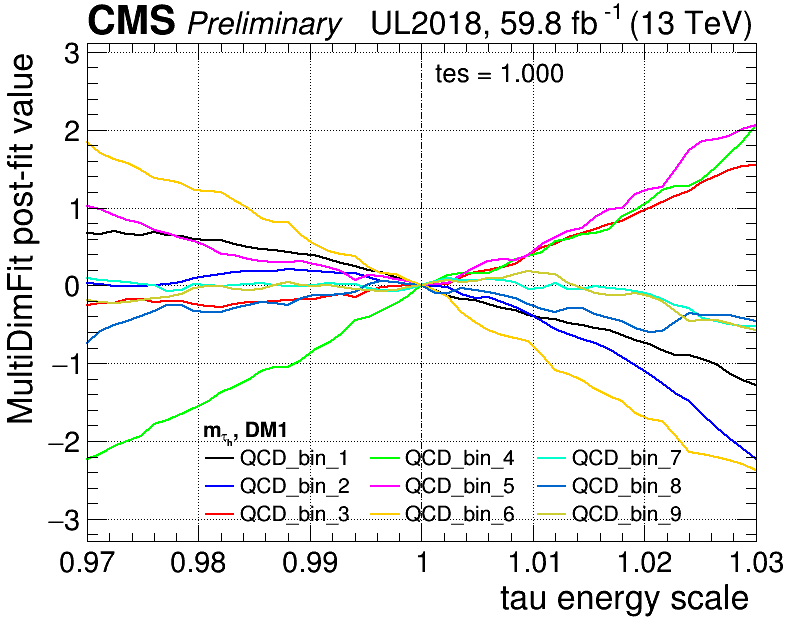 CMS Preliminary UL2018, 59.8 fb⁻¹ (13 TeV)
MultiDimFit post-fit value
3
2
1
0
−1
−2
−3
tes = 1.000
m_τ_h, DM1
QCD_bin_1 QCD_bin_4 QCD_bin_7
QCD_bin_2 QCD_bin_5 QCD_bin_8
QCD_bin_3 QCD_bin_6 QCD_bin_9
0.97 0.98 0.99 1 1.01 1.02 1.03
tau energy scale